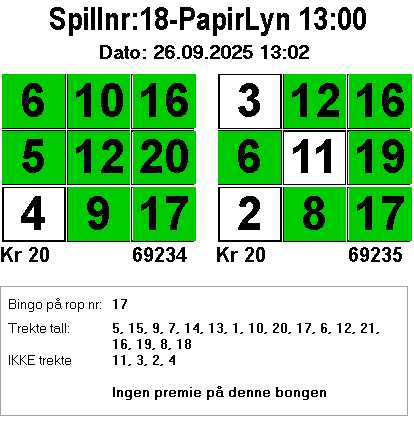 Spillnr:18-PapirLyn 13:00
Dato: 26.09.2025 13:02
6 10 16 3 12 16
5 12 20 6 11 19
4 9 17 2 8 17
Kr 20 69234 Kr 20 69235
Bingo på rop nr: 17
Trekte tall: 5, 15, 9, 7, 14, 13, 1, 10, 20, 17, 6, 12, 21,
16, 19, 8, 18
IKKE trekte 11, 3, 2, 4
Ingen premie på denne bongen